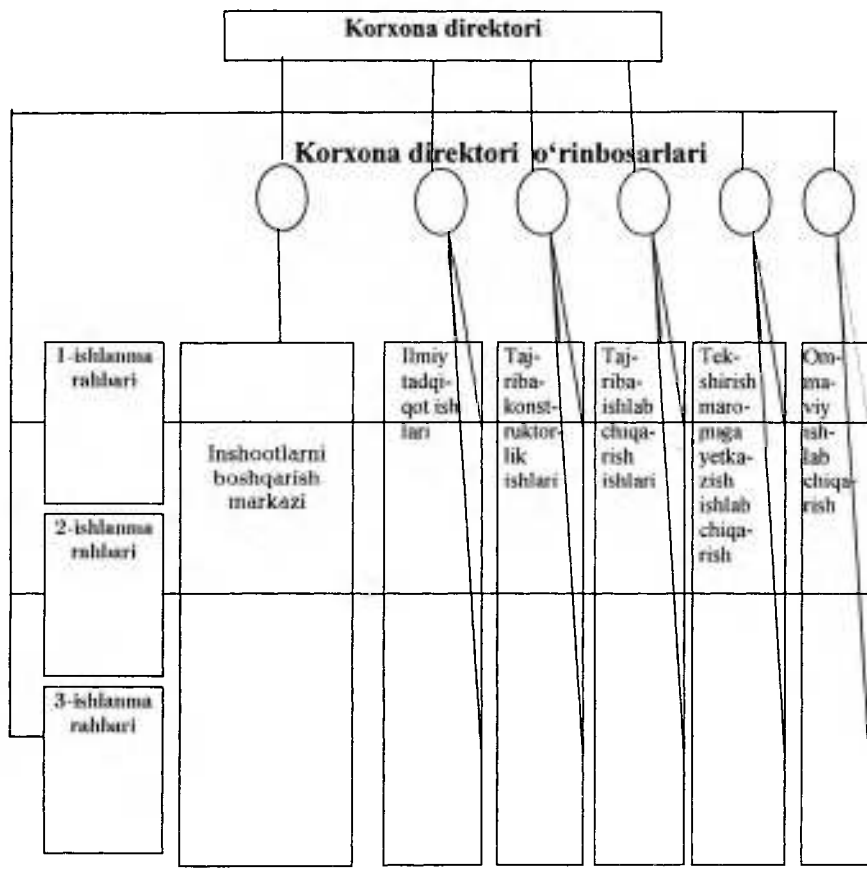 Korxona direktori
Korxona direktori o‘rinbosarlari
1-ishlanma
rahbari
2-ishlanma
rahbari
3-ishlanma
rahbari
Inshootlarni
boshqarish
markazi
Ilmiy
tadqi-
qot ish
lari
Taj-
riba-
konst-
ruktor-
lik
ishlari
Taj-
riba-
ishlab
chiqa-
rish
ishlari
Tek-
shirish
maro-
miga
yetka-
zish
ishlab
chiqa-
rish
Om-
ma-
viy
ish-
lab
chiqa-
rish